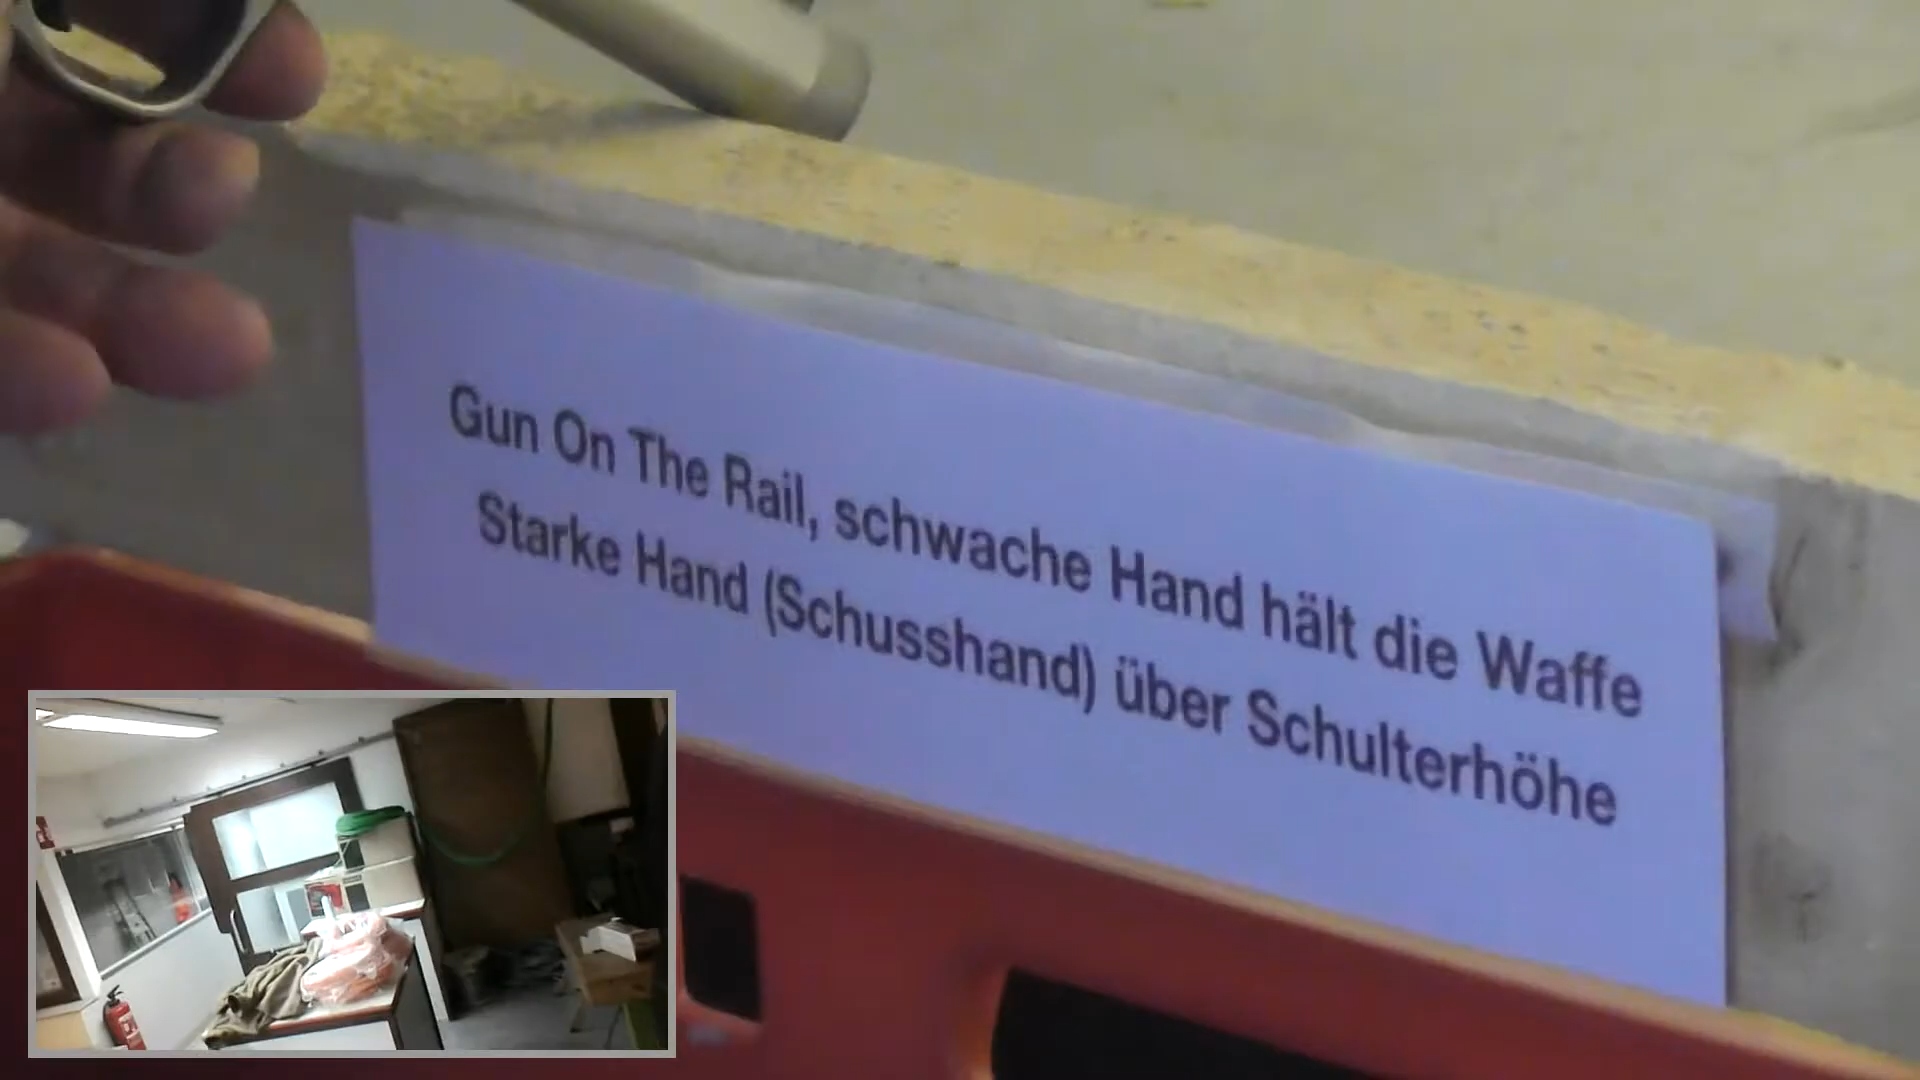 Gun On The Rail, schwache Hand hält die Waffe
Starke Hand (Schusshand) über Schulterhöhe